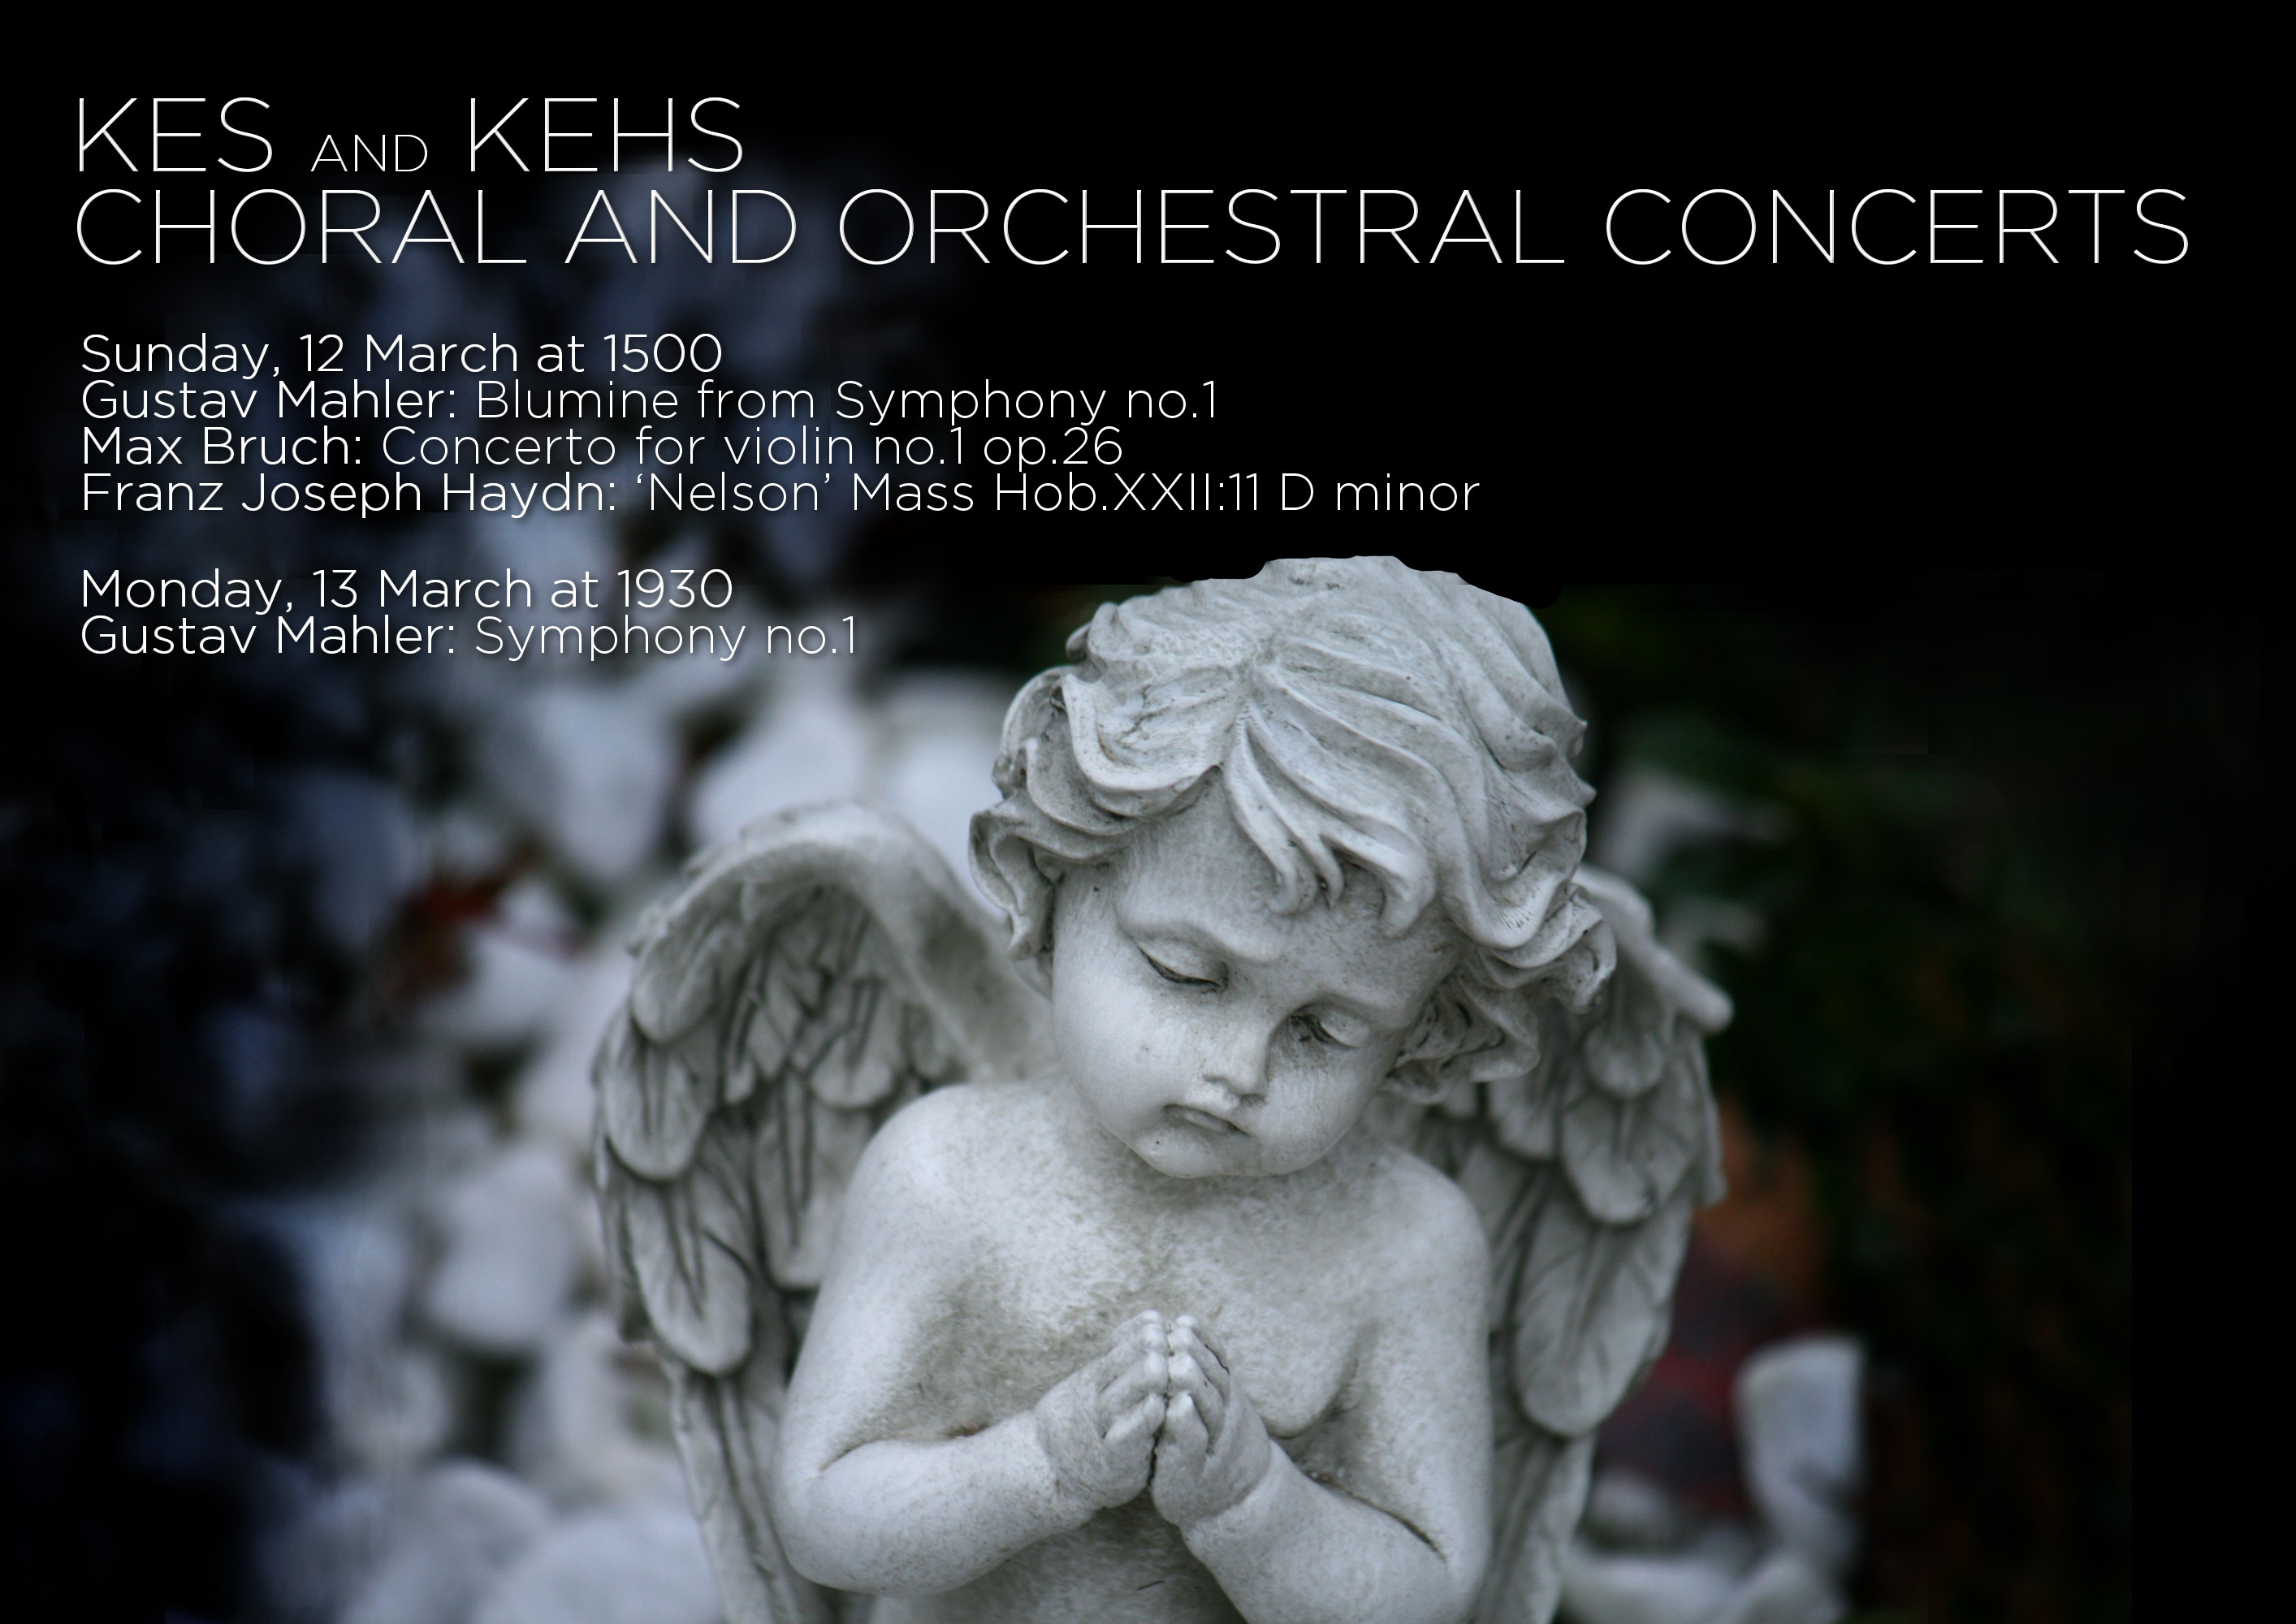 KES AND KEHS
CHORAL AND ORCHESTRAL CONCERTS
Sunday, 12 March at 1500
Gustav Mahler: Blumine from Symphony no.1
Max Bruch: Concerto for violin no.1 op.26
Franz Joseph Haydn: ‘Nelson’ Mass Hob.XXII:11 D minor
Monday, 13 March at 1930
Gustav Mahler: Symphony no.1